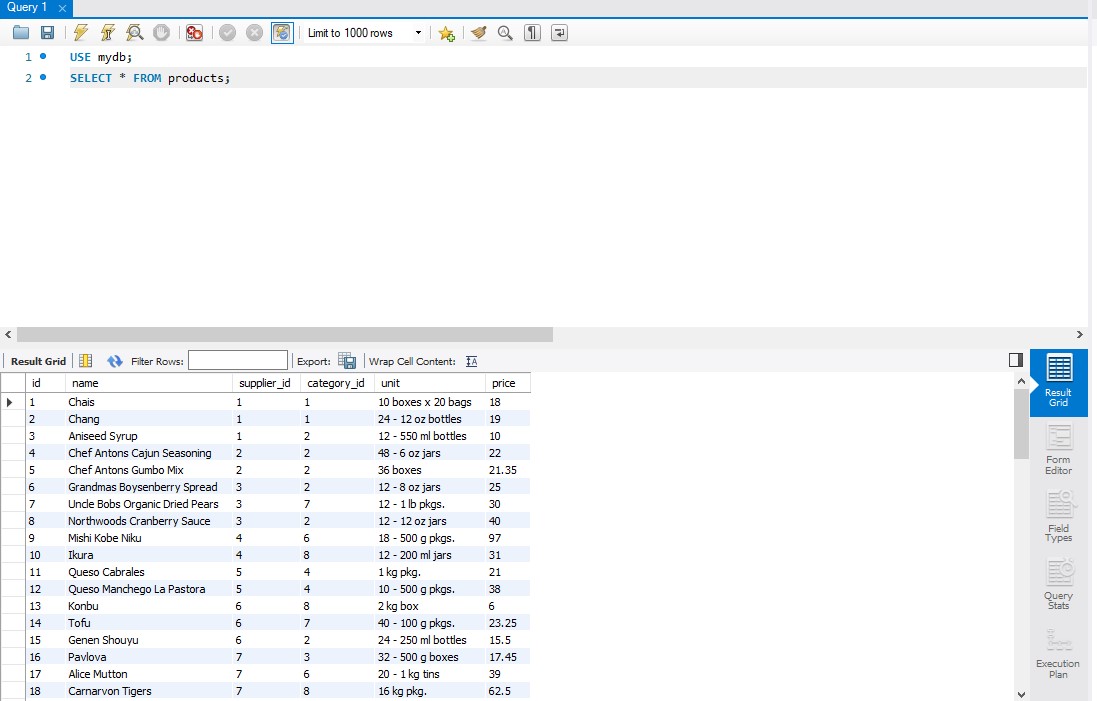 Query 1
Limit to 1000 rows
1 USE mydb;
2 SELECT * FROM products;
Result Grid Filter Rows: Export: Wrap Cell Content:
id name supplier_id category_id unit price
1 Chais 1 1 10 boxes x 20 bags 18
2 Chang 1 1 24 - 12 oz bottles 19
3 Aniseed Syrup 1 2 12 - 550 ml bottles 10
4 Chef Antons Cajun Seasoning 2 2 48 - 6 oz jars 22
5 Chef Antons Gumbo Mix 2 2 36 boxes 21.35
6 Grandmas Boysenberry Spread 3 2 12 - 8 oz jars 25
7 Uncle Bobs Organic Dried Pears 3 7 12 - 1 lb pkgs. 30
8 Northwoods Cranberry Sauce 3 2 12 - 12 oz jars 40
9 Mishi Kobe Niku 4 6 18 - 500 g pkgs. 97
10 Ikura 4 8 12 - 200 ml jars 31
11 Queso Cabrales 5 4 1 kg pkg. 21
12 Queso Manchego La Pastora 5 4 10 - 500 g pkgs. 38
13 Konbu 6 8 2 kg box 6
14 Tofu 6 7 40 - 100 g pkgs. 23.25
15 Genen Shouyu 6 2 24 - 250 ml bottles 15.5
16 Pavlova 7 3 32 - 500 g boxes 17.45
17 Alice Mutton 7 6 20 - 1 kg tins 39
18 Carnarvon Tigers 7 8 16 kg pkg. 62.5
Result
Grid
Form
Editor
Field
Types
Query
Stats
Execution
Plan